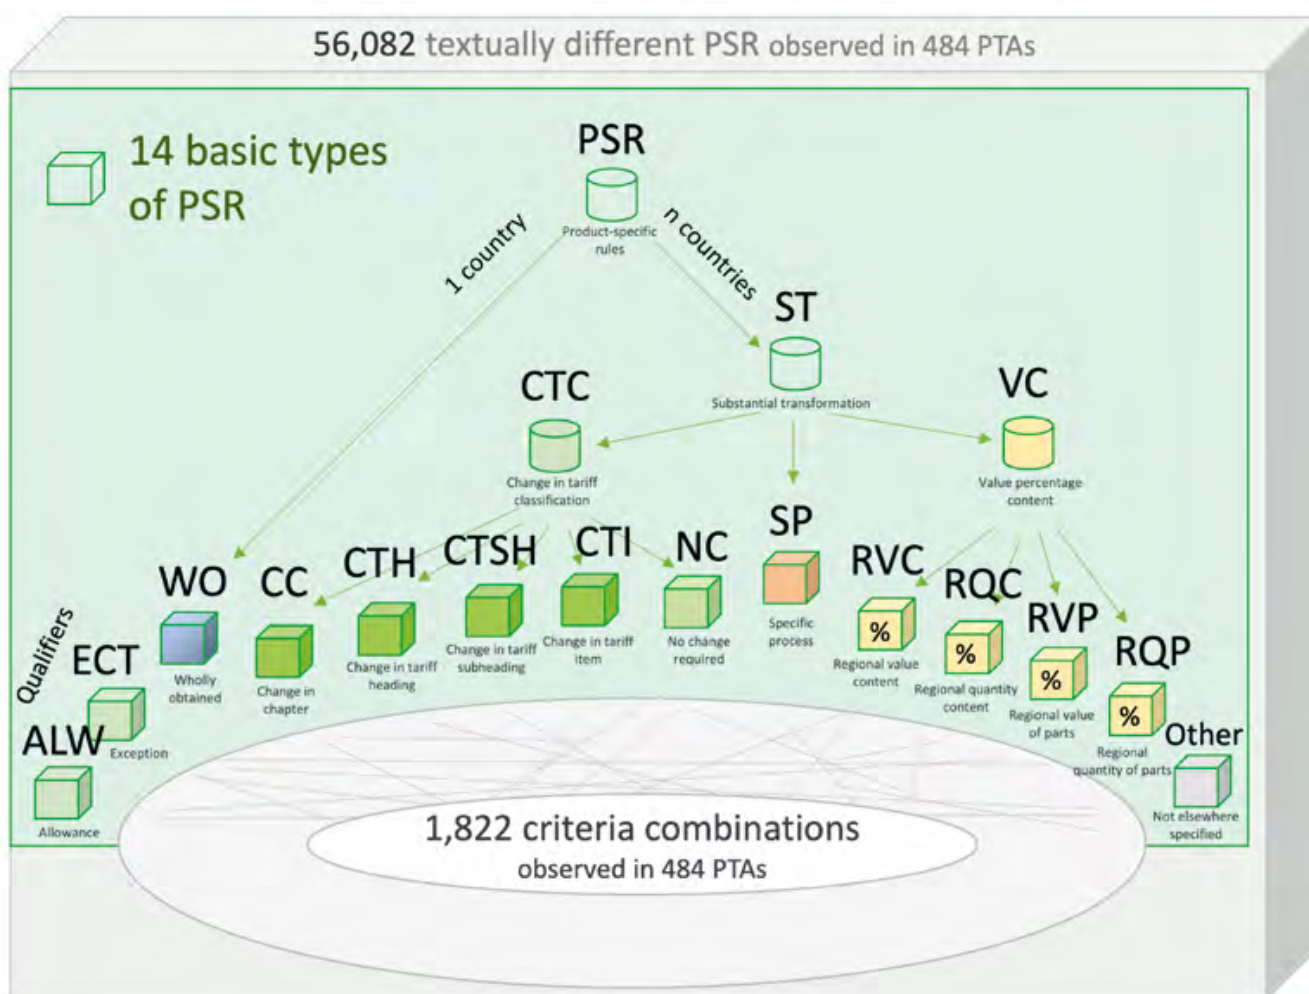 56,082 textually different PSR observed in 484 PTAs
14 basic types
of PSR
PSR
Product-specific
rules
1 country
n countries
ST
Substantial transformation
CTC
Change in tariff
classification
VC
Value percentage
content
WO
Wholly
obtained
CC
Change in
chapter
CTH
Change in tariff
heading
CTSH
Change in tariff
subheading
CTI
Change in tariff
item
NC
No change
required
SP
Specific
process
RVC
%
Regional value
content
RQC
%
Regional quantity
content
RVP
%
Regional value
of parts
RQP
%
Regional
quantity of parts
Other
Not elsewhere
specified
Qualifiers
ECT
Exception
ALW
Allowance
1,822 criteria combinations
observed in 484 PTAs